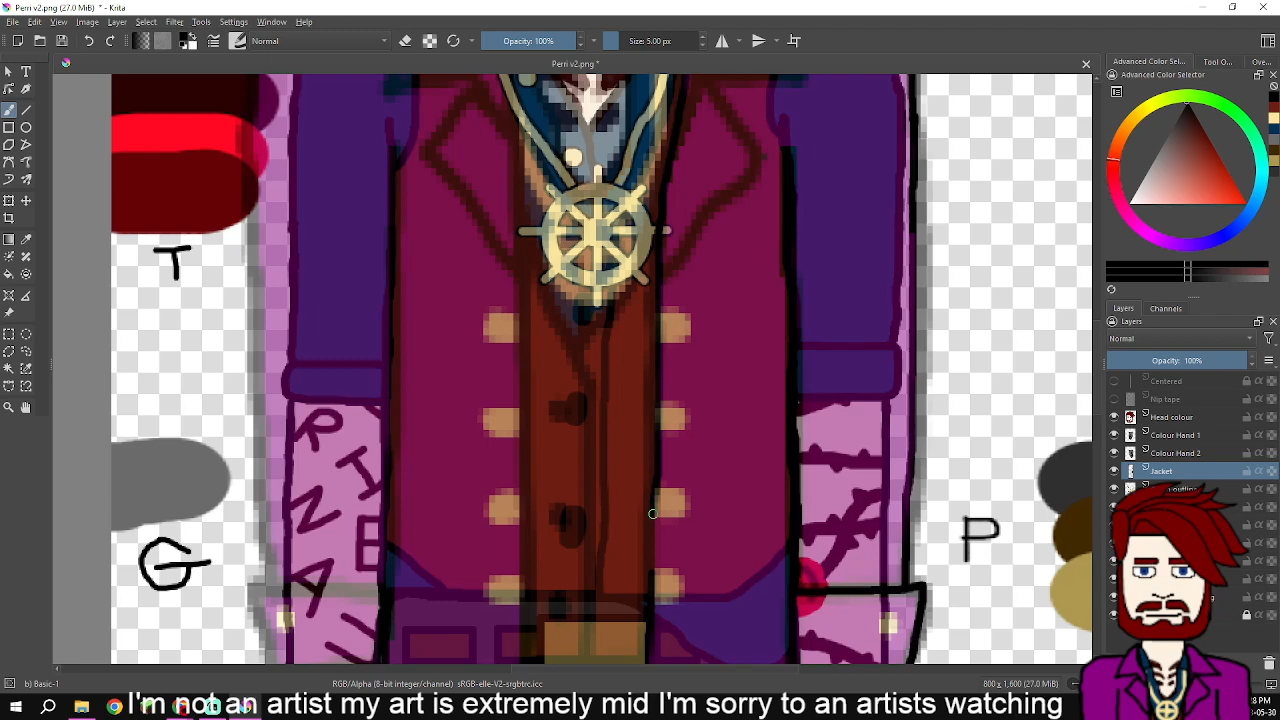 Perri v2.png (Modified) * - Krita
File Edit View Image Layer Select Filter Tools Settings Window Help
Normal
Opacity: 100%
Size: 5.00 px
Perri v2.png *
Advanced Color Sel...
Tool O...
Ove...
Advanced Color Selector
T
R
I
N
E
A
U
G
P
Layers
Channels
Layers
Normal
Opacity: 100%
Centered
Nip tape
Head colour
Colour Hand 1
Colour Hand 2
Jacket
b) Basic-1
RGB/Alpha (8-bit integer/channel) sRGB-elle-V2-srgbtrc.icc
800 x 1,600 (27.0 MiB)
I'm not an artist my art is extremely mid I'm sorry to an artists watching